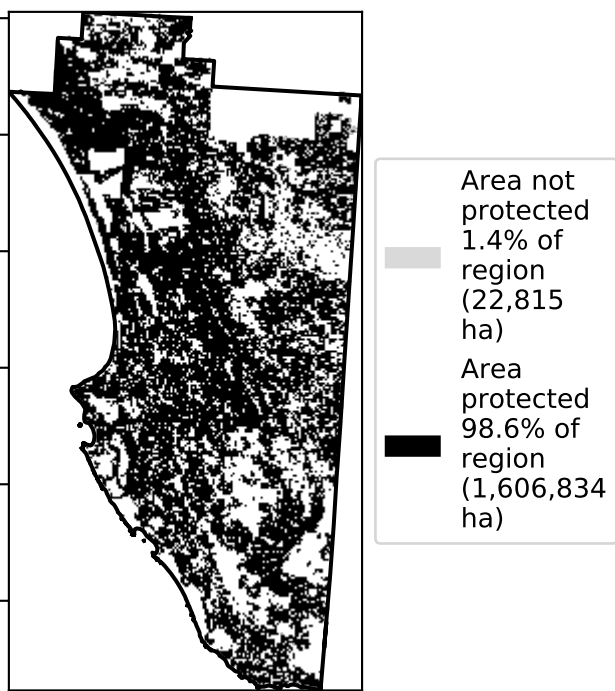 Area not
protected
1.4% of
region
(22,815
ha)
Area
protected
98.6% of
region
(1,606,834
ha)